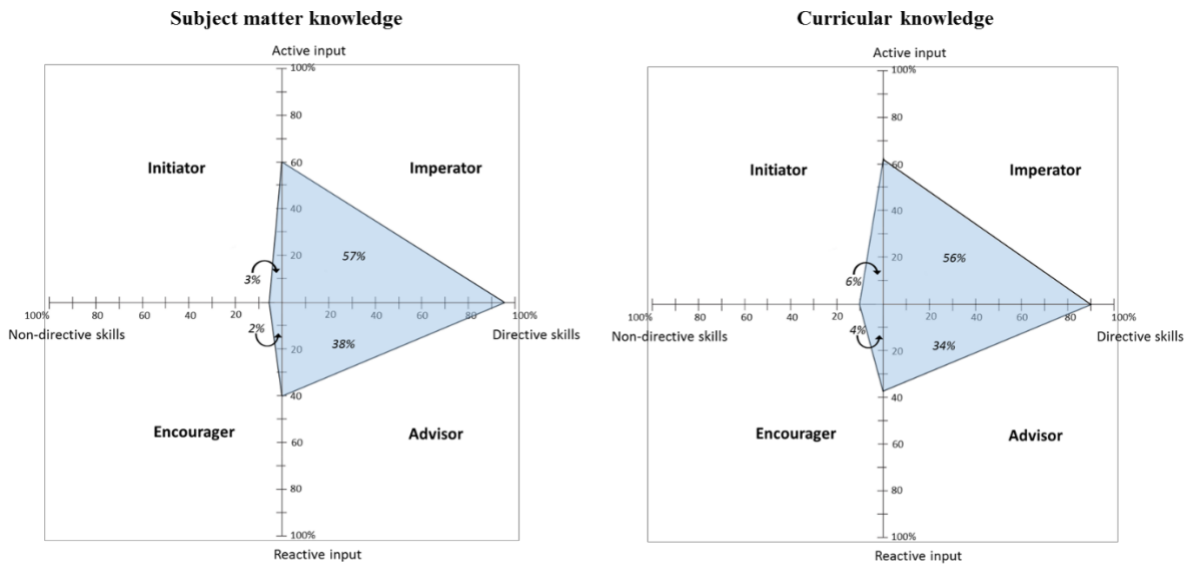 Subject matter knowledge
Active input
100%
80
Initiator
60
Imperator
40
20
57%
3%
100%
80
60
40
20
20
40
60
80
100%
Non-directive skills
Directive skills
2%
20
38%
40
Encourager
Advisor
60
80
100%
Reactive input
Curricular knowledge
Active input
100%
80
Initiator
60
Imperator
40
20
56%
6%
100%
80
60
40
20
20
40
60
80
100%
Non-directive skills
Directive skills
4%
20
34%
40
Encourager
Advisor
60
80
100%
Reactive input